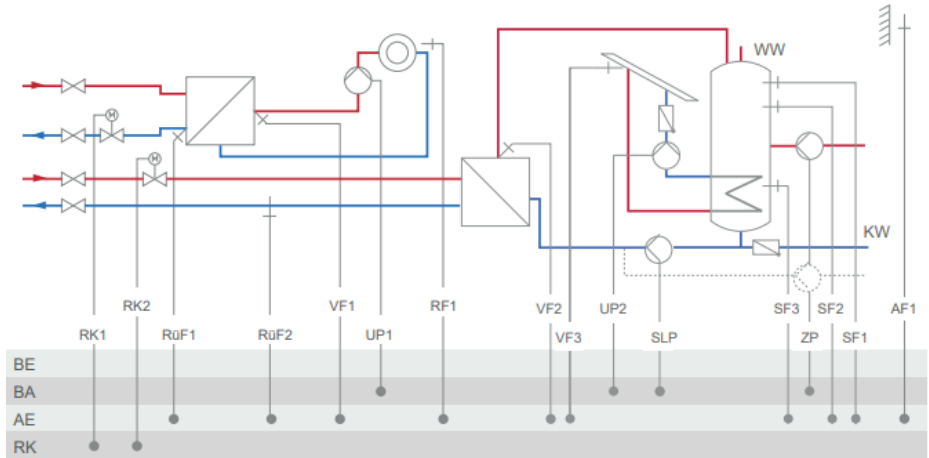 M
M
WW
KW
RK1
RK2
RüF1
RüF2
VF1
UP1
RF1
VF2
VF3
UP2
SLP
SF3
ZP
SF2
SF1
AF1
BE
BA
AE
RK